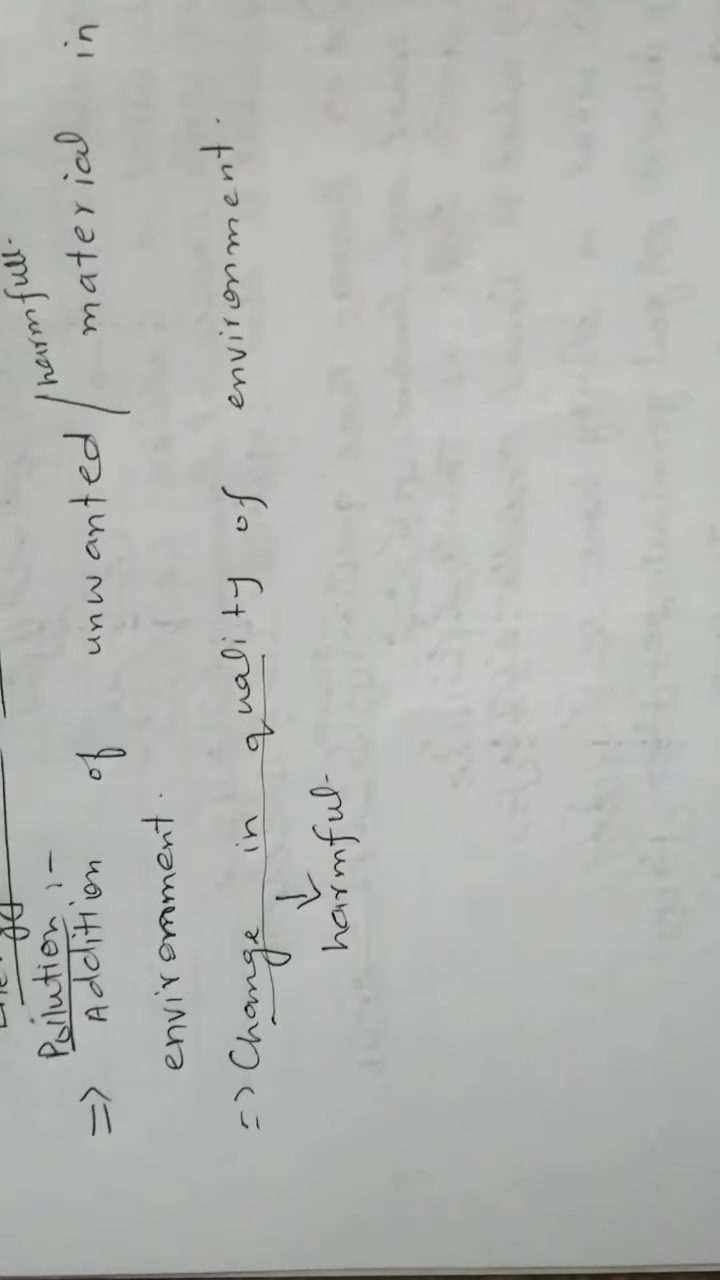 Pollution :-
harmfull.
=> Addition of unwanted / material in
environment.
=> Change in quality of environment.
↓
harmful.